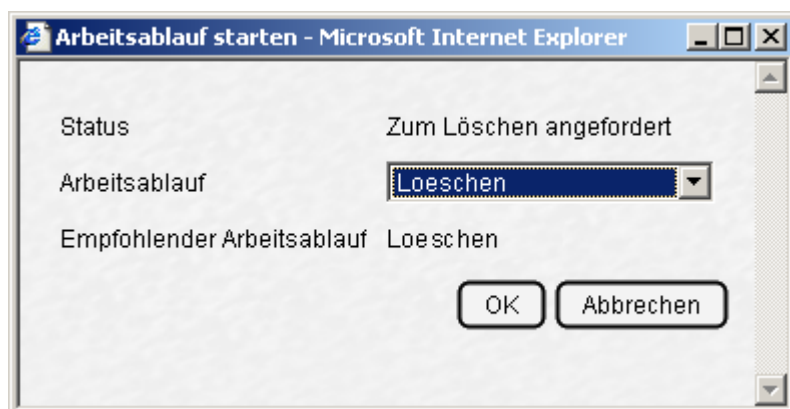 Arbeitsablauf starten - Microsoft Internet Explorer
Status Zum Löschen angefordert
Arbeitsablauf Loeschen
Empfohlender Arbeitsablauf Loeschen
OK Abbrechen